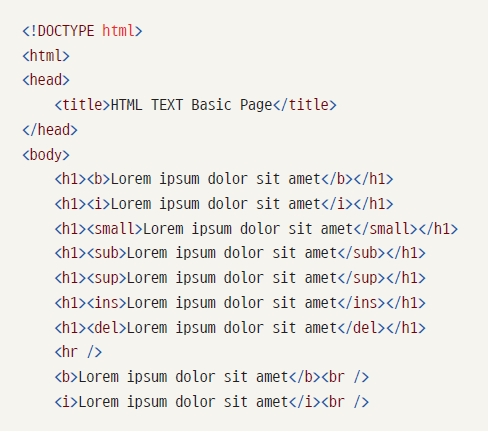 <!DOCTYPE html>
<html>
<head>
<title>HTML TEXT Basic Page</title>
</head>
<body>
<h1><b>Lorem ipsum dolor sit amet</b></h1>
<h1><i>Lorem ipsum dolor sit amet</i></h1>
<h1><small>Lorem ipsum dolor sit amet</small></h1>
<h1><sub>Lorem ipsum dolor sit amet</sub></h1>
<h1><sup>Lorem ipsum dolor sit amet</sup></h1>
<h1><ins>Lorem ipsum dolor sit amet</ins></h1>
<h1><del>Lorem ipsum dolor sit amet</del></h1>
<hr />
<b>Lorem ipsum dolor sit amet</b><br />
<i>Lorem ipsum dolor sit amet</i><br />